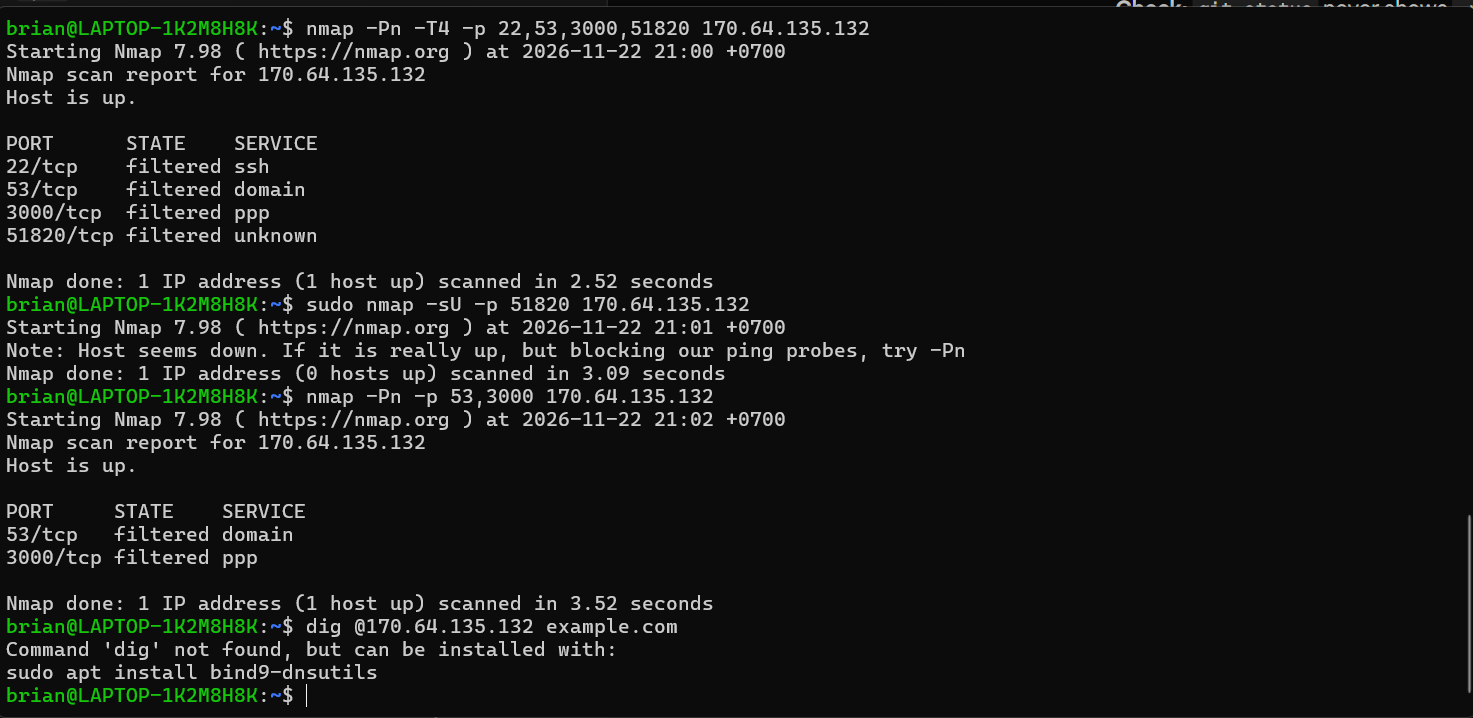 Check: git status never shows
brian@LAPTOP-1K2M8H8K:~$ nmap -Pn -T4 -p 22,53,3000,51820 170.64.135.132
Starting Nmap 7.98 ( https://nmap.org ) at 2026-11-22 21:00 +0700
Nmap scan report for 170.64.135.132
Host is up.
PORT      STATE    SERVICE
22/tcp    filtered ssh
53/tcp    filtered domain
3000/tcp  filtered ppp
51820/tcp filtered unknown
Nmap done: 1 IP address (1 host up) scanned in 2.52 seconds
brian@LAPTOP-1K2M8H8K:~$ sudo nmap -sU -p 51820 170.64.135.132
Starting Nmap 7.98 ( https://nmap.org ) at 2026-11-22 21:01 +0700
Note: Host seems down. If it is really up, but blocking our ping probes, try -Pn
Nmap done: 1 IP address (0 hosts up) scanned in 3.09 seconds
brian@LAPTOP-1K2M8H8K:~$ nmap -Pn -p 53,3000 170.64.135.132
Starting Nmap 7.98 ( https://nmap.org ) at 2026-11-22 21:02 +0700
Nmap scan report for 170.64.135.132
Host is up.
PORT     STATE    SERVICE
53/tcp   filtered domain
3000/tcp filtered ppp
Nmap done: 1 IP address (1 host up) scanned in 3.52 seconds
brian@LAPTOP-1K2M8H8K:~$ dig @170.64.135.132 example.com
Command 'dig' not found, but can be installed with:
sudo apt install bind9-dnsutils
brian@LAPTOP-1K2M8H8K:~$